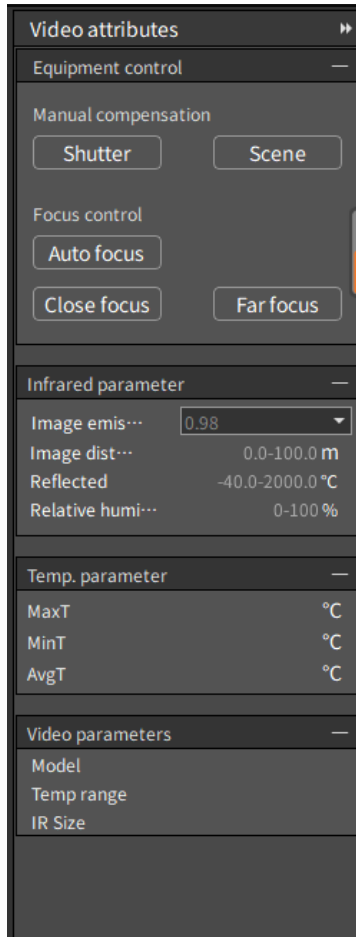 Video attributes
Equipment control
Manual compensation
Shutter Scene
Focus control
Auto focus
Close focus Far focus
Infrared parameter
Image emis··· 0.98
Image dist··· 0.0-100.0 m
Reflected -40.0-2000.0 °C
Relative humi··· 0-100 %
Temp. parameter
MaxT °C
MinT °C
AvgT °C
Video parameters
Model
Temp range
IR Size